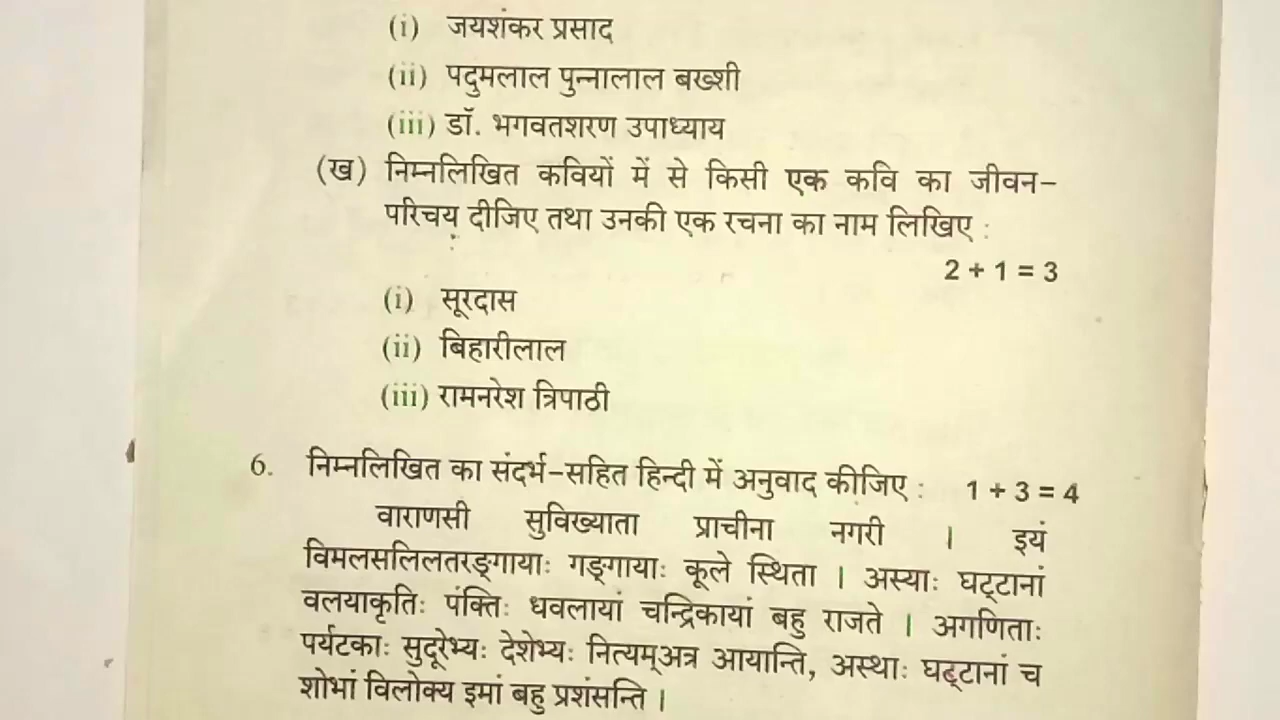 (i) जयशंकर प्रसाद
(ii) पदुमलाल पुन्नालाल बख्शी
(iii) डॉ. भगवतशरण उपाध्याय
(ख) निम्नलिखित कवियों में से किसी एक कवि का जीवन-
परिचय दीजिए तथा उनकी एक रचना का नाम लिखिए :
2 + 1 = 3
(i) सूरदास
(ii) बिहारीलाल
(iii) रामनरेश त्रिपाठी
6. निम्नलिखित का संदर्भ-सहित हिन्दी में अनुवाद कीजिए : 1 + 3 = 4
वाराणसी सुविख्याता प्राचीना नगरी । इयं
विमलसलिलतरङ्गायाः गङ्गायाः कूले स्थिता । अस्याः घट्टानां
वलयाकृतिः पंक्तिः धवलायां चन्द्रिकायां बहु राजते । अगणिताः
पर्यटकाः सुदूरेभ्यः देशेभ्यः नित्यम्अत्र आयान्ति, अस्थाः घट्टानां च
शोभां विलोक्य इमां बहु प्रशंसन्ति ।